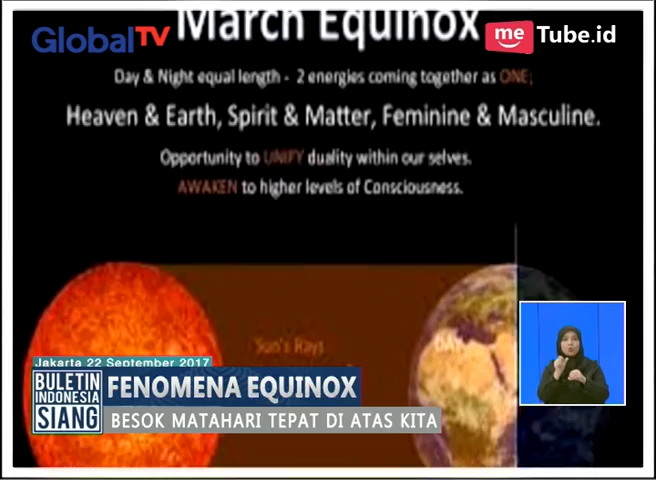 GlobalTV
March Equinox
me Tube.id
Day & Night equal length - 2 energies coming together as ONE;
Heaven & Earth, Spirit & Matter, Feminine & Masculine.
Opportunity to UNIFY duality within our selves.
AWAKEN to higher levels of Consciousness.
Sun's Rays
DAY
Jakarta 22 September 2017
BULETIN
INDONESIA
SIANG
FENOMENA EQUINOX
BESOK MATAHARI TEPAT DI ATAS KITA